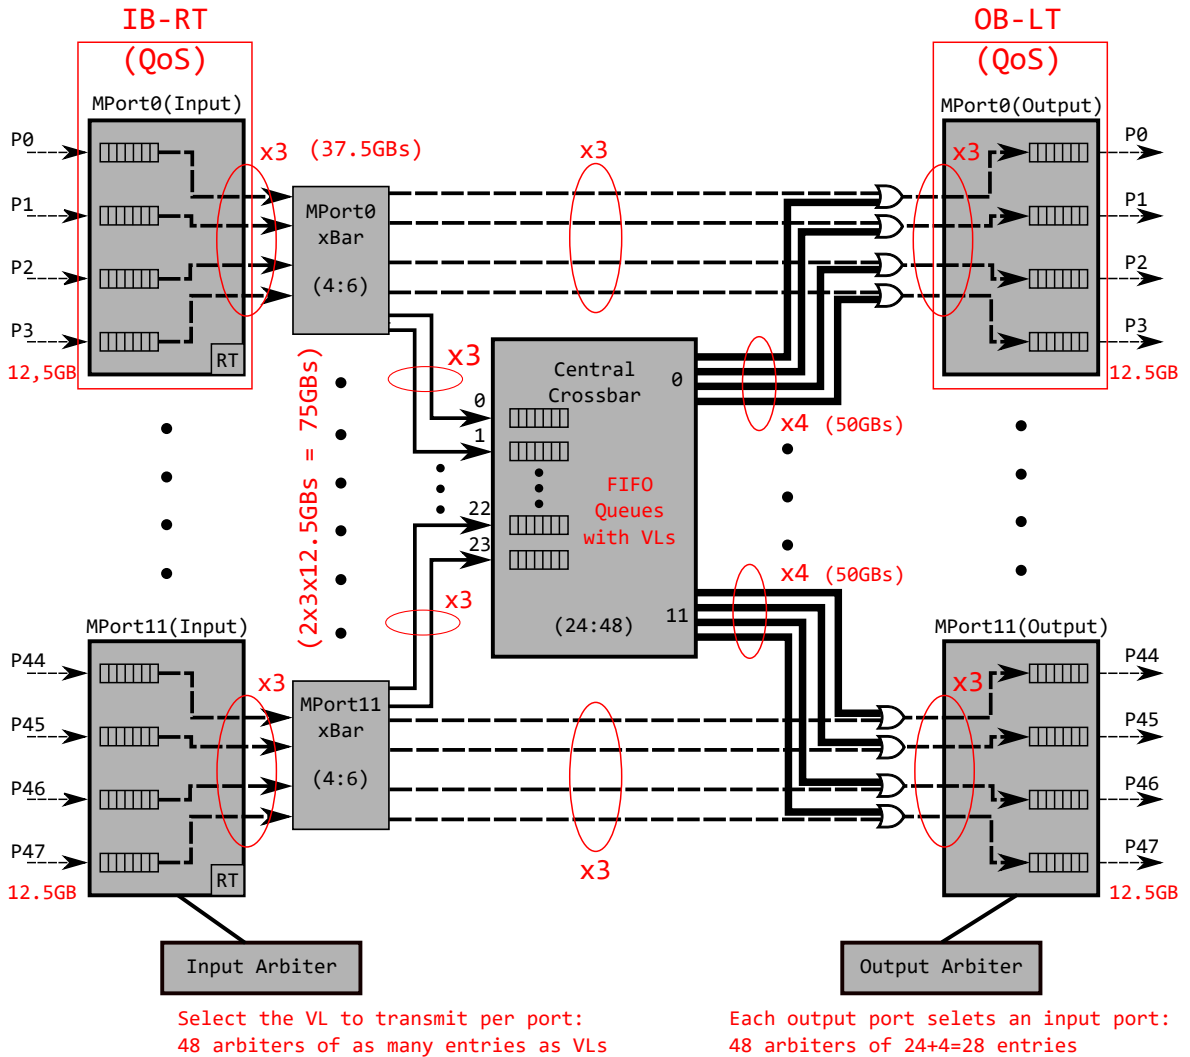 IB-RT
(QoS)
OB-LT
(QoS)
MPort0(Input)
MPort0(Output)
P0
P1
P2
P3
12,5GB
RT
x3 (37.5GBs)
MPort0
xBar
(4:6)
x3
x3
P0
P1
P2
P3
12.5GB
x3
(2x3x12.5GBs = 75GBs)
Central
Crossbar
0
1
22
23
0
11
FIFO
Queues
with VLs
(24:48)
x4 (50GBs)
x4 (50GBs)
x3
MPort11(Input)
MPort11(Output)
P44
P45
P46
P47
12.5GB
RT
x3
MPort11
xBar
(4:6)
x3
x3
P44
P45
P46
P47
12.5GB
Input Arbiter
Output Arbiter
Select the VL to transmit per port:
48 arbiters of as many entries as VLs
Each output port selets an input port:
48 arbiters of 24+4=28 entries